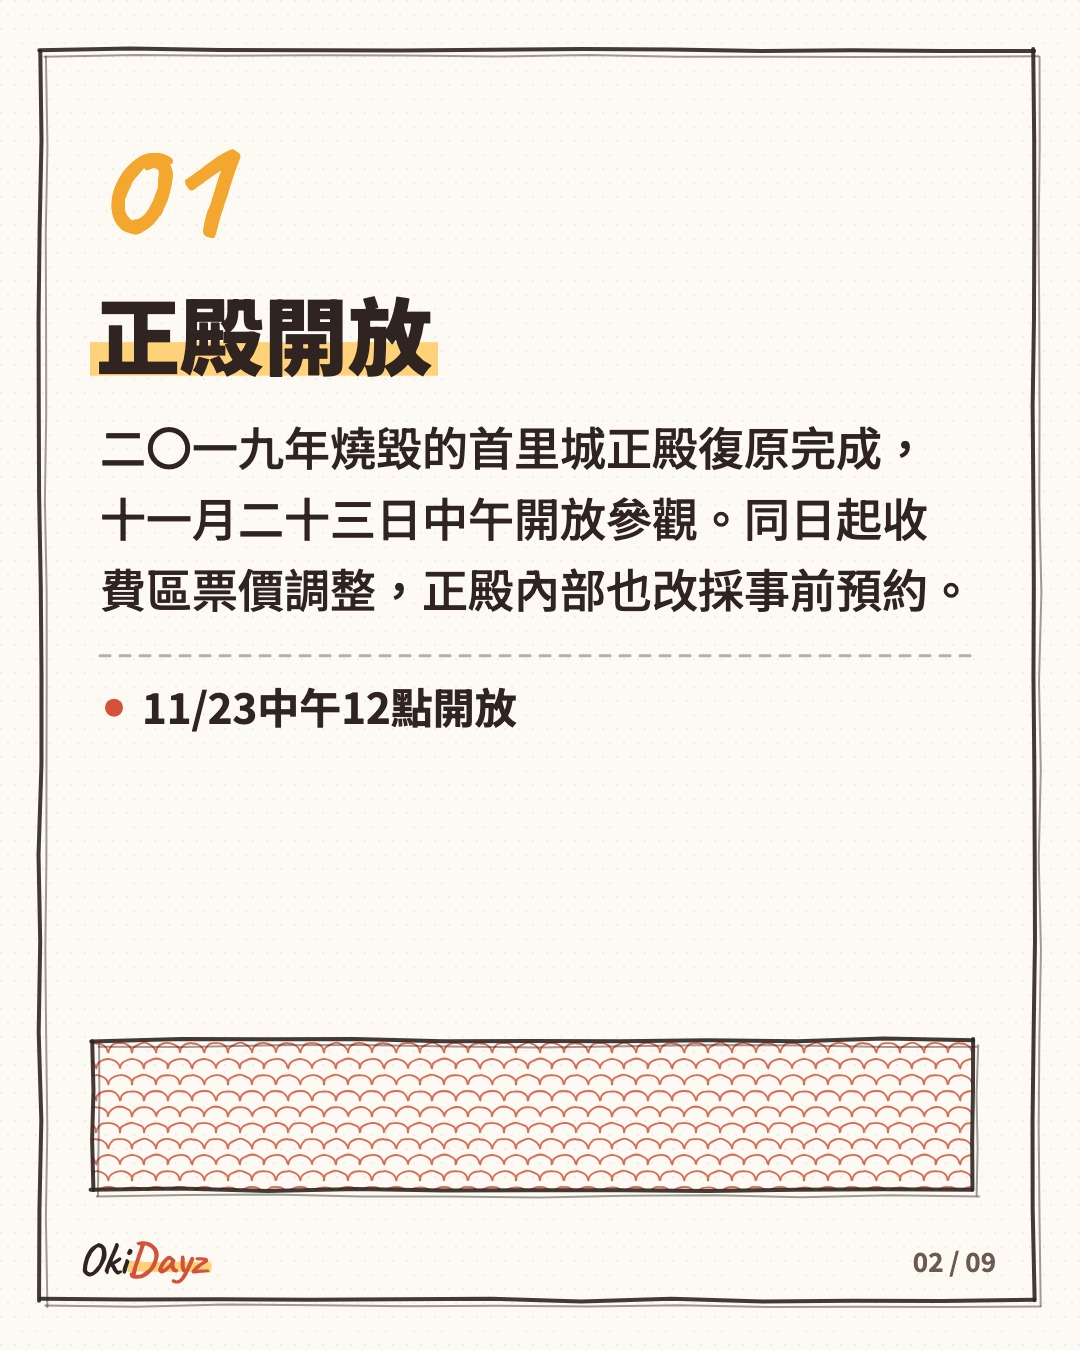 01
正殿開放
二〇一九年燒毀的首里城正殿復原完成，
十一月二十三日中午開放參觀。同日起收
費區票價調整，正殿內部也改採事前預約。
11/23中午12點開放
OkiDayz
02 / 09